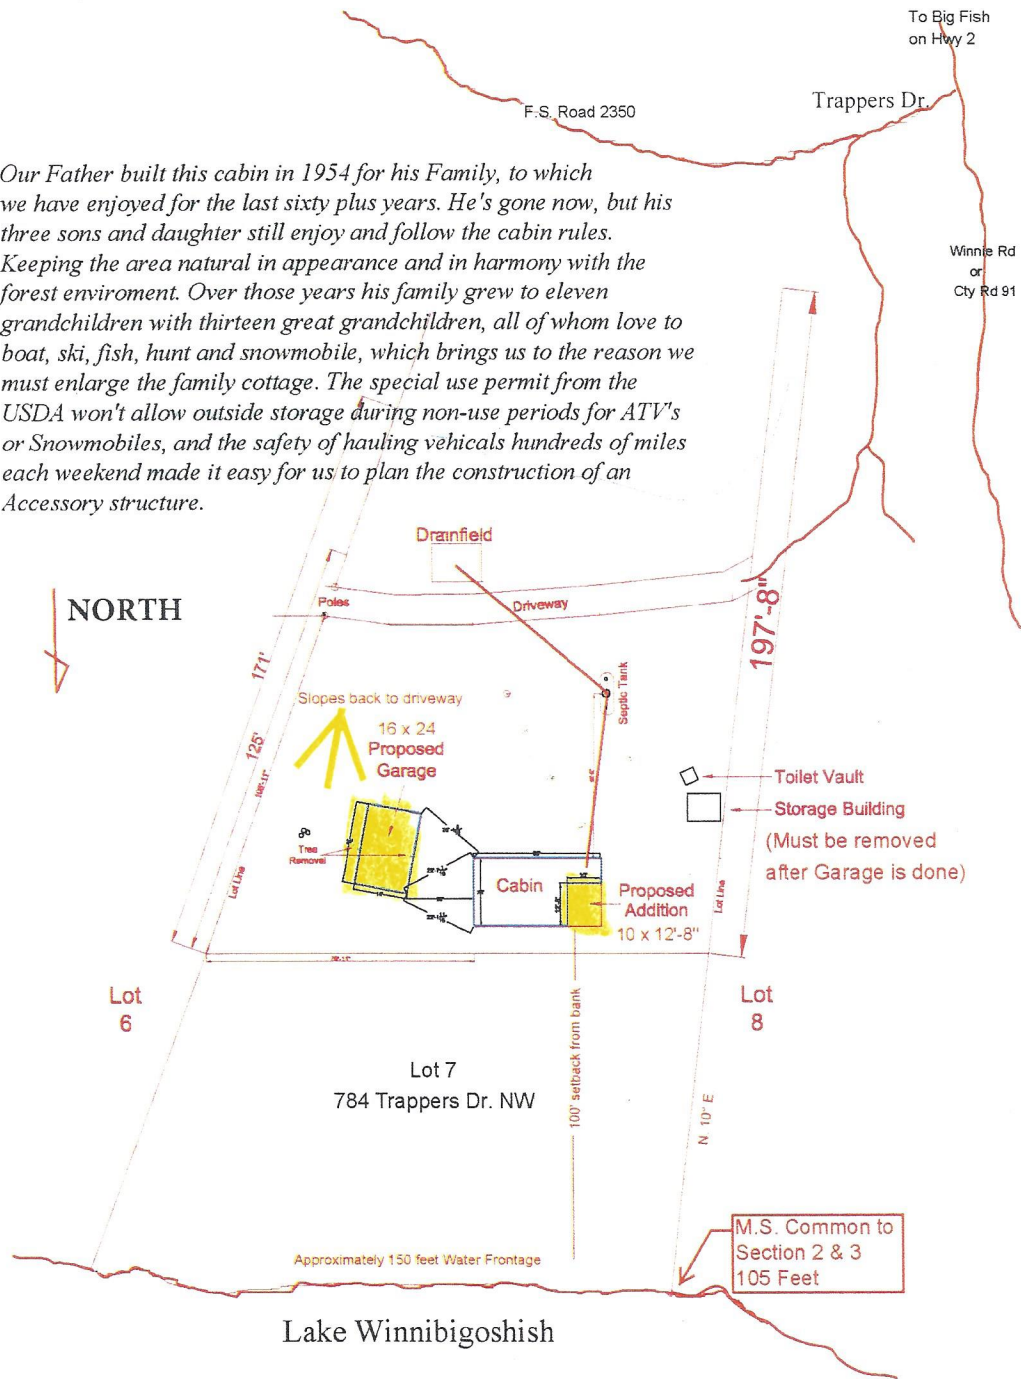 To Big Fish
on Hwy 2
Trappers Dr.
F.S. Road 2350
Our Father built this cabin in 1954 for his Family, to which
we have enjoyed for the last sixty plus years. He's gone now, but his
three sons and daughter still enjoy and follow the cabin rules.
Keeping the area natural in appearance and in harmony with the
forest enviroment. Over those years his family grew to eleven
grandchildren with thirteen great grandchildren, all of whom love to
boat, ski, fish, hunt and snowmobile, which brings us to the reason we
must enlarge the family cottage. The special use permit from the
USDA won't allow outside storage during non-use periods for ATV's
or Snowmobiles, and the safety of hauling vehicals hundreds of miles
each weekend made it easy for us to plan the construction of an
Accessory structure.
Winnie Rd
or
Cty Rd 91
Drainfield
Poles
Driveway
NORTH
197'-8"
171'
125'
Septic Tank
Slopes back to driveway
16 x 24
Proposed
Garage
Toilet Vault
Storage Building
(Must be removed
after Garage is done)
Tree
Removal
Lot Line
Cabin
Proposed
Addition
10 x 12'-8"
Lot Line
Lot
6
Lot
8
100' setback from bank
Lot 7
784 Trappers Dr. NW
N. 10° E
M.S. Common to
Section 2 & 3
105 Feet
Approximately 150 feet Water Frontage
Lake Winnibigoshish